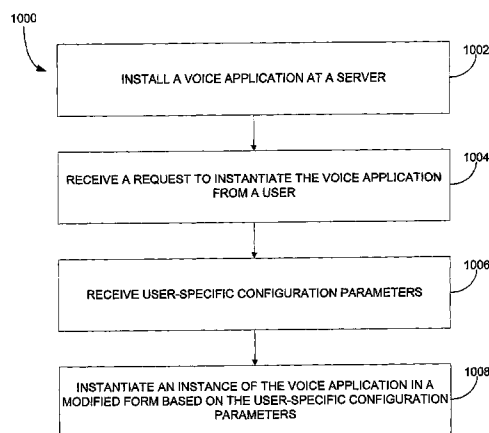 1000
1002
INSTALL A VOICE APPLICATION AT A SERVER
1004
RECEIVE A REQUEST TO INSTANTIATE THE VOICE APPLICATION
FROM A USER
1006
RECEIVE USER-SPECIFIC CONFIGURATION PARAMETERS
1008
INSTANTIATE AN INSTANCE OF THE VOICE APPLICATION IN A
MODIFIED FORM BASED ON THE USER-SPECIFIC CONFIGURATION
PARAMETERS